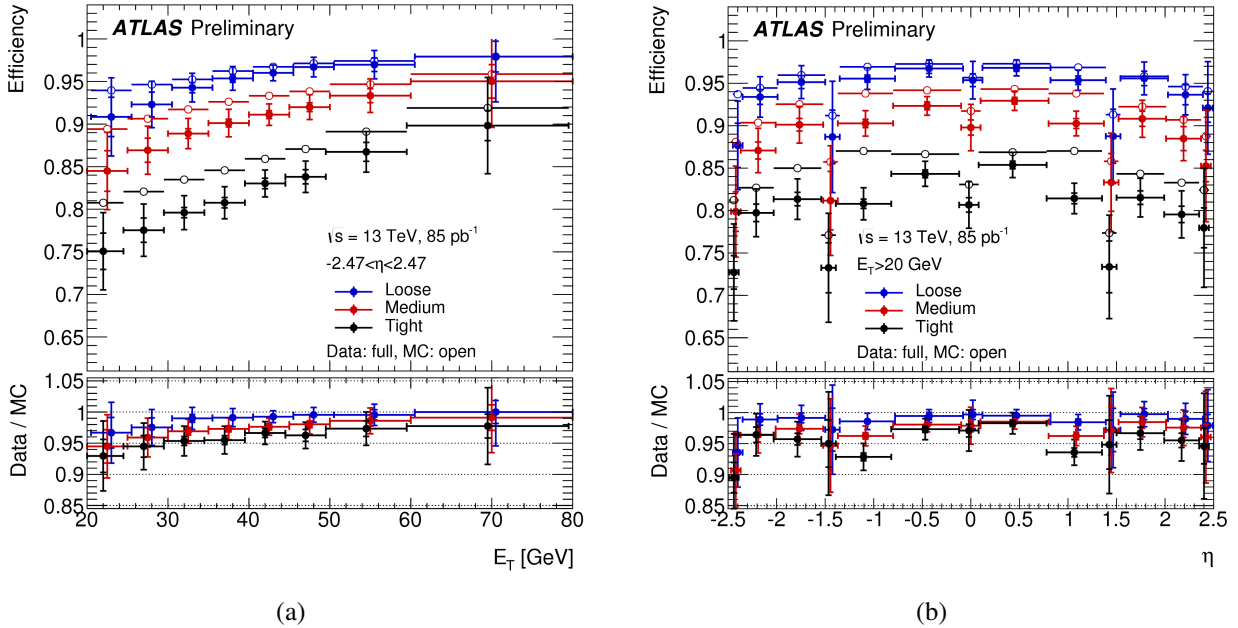 ATLAS Preliminary
Efficiency
1
0.95
0.9
0.85
0.8
0.75
0.7
0.65
√s = 13 TeV, 85 pb⁻¹
-2.47<η<2.47
Loose
Medium
Tight
Data: full, MC: open
Data / MC
1.05
1
0.95
0.9
0.85
20 30 40 50 60 70 80
E_T [GeV]
(a)
ATLAS Preliminary
Efficiency
1
0.95
0.9
0.85
0.8
0.75
0.7
0.65
√s = 13 TeV, 85 pb⁻¹
E_T>20 GeV
Loose
Medium
Tight
Data: full, MC: open
Data / MC
1.05
1
0.95
0.9
0.85
-2.5 -2 -1.5 -1 -0.5 0 0.5 1 1.5 2 2.5
η
(b)